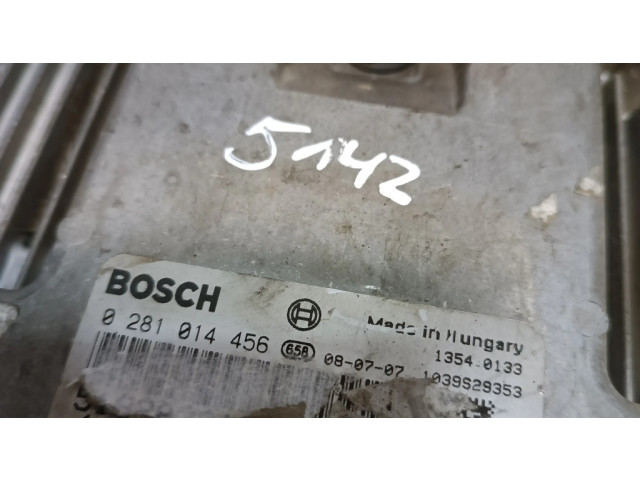 5142
BOSCH
Made in Hungary
0 281 014 456 658 08-07-07
1354 0133
1039S29353